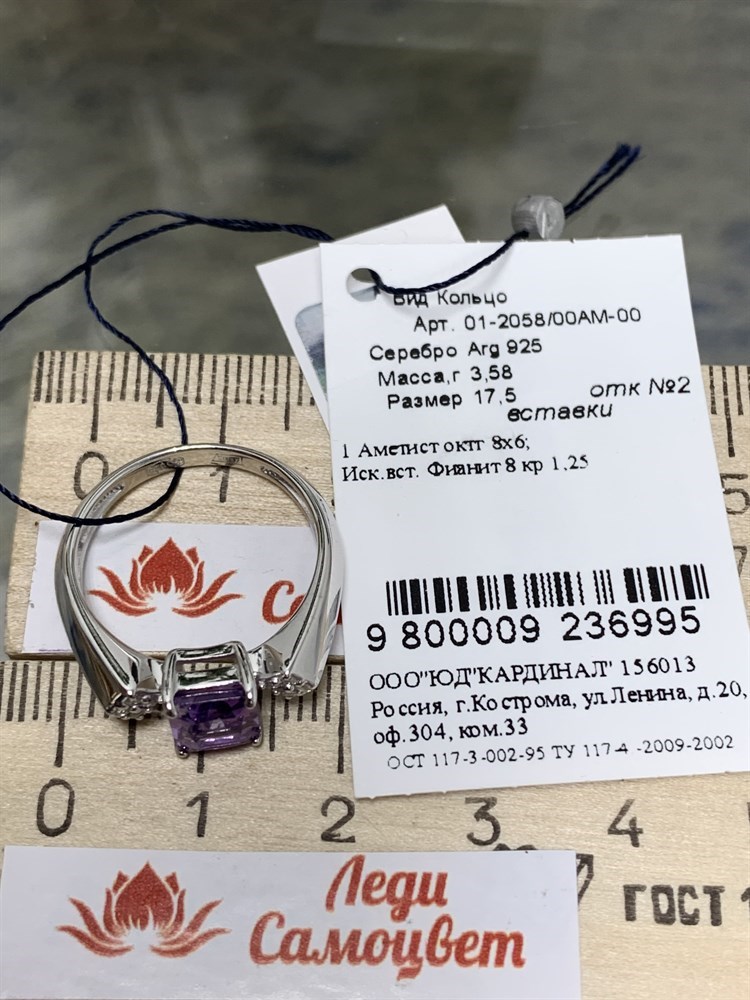 Вид Кольцо
Арт. 01-2058/00АМ-00
Серебро Arg 925
Масса,г 3,58
Размер 17,5
отк №2
вставки
1 Аметист октг 8х6;
Иск.вст. Фианит 8 кр 1,25
9 800009 236995
ООО"ЮД"КАРДИНАЛ" 156013
Россия, г.Кострома, ул.Ленина, д.20,
оф.304, ком.33
ОСТ 117-3-002-95 ТУ 117-4 -2009-2002
0 1
5
0 1 2 3 4
ГОСТ
Леди
Самоцвет